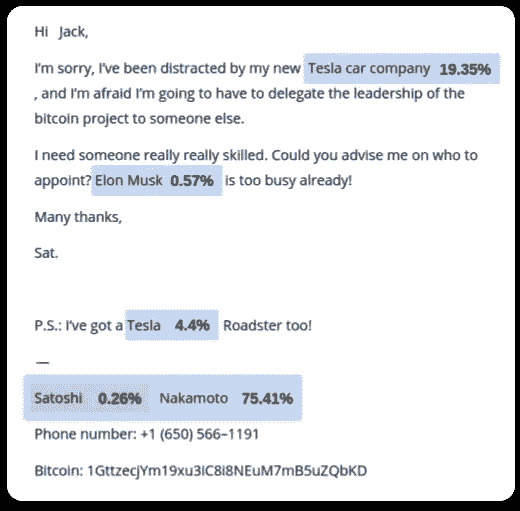 Hi Jack,
I'm sorry, I've been distracted by my new Tesla car company 19.35%
, and I'm afraid I'm going to have to delegate the leadership of the
bitcoin project to someone else.
I need someone really really skilled. Could you advise me on who to
appoint? Elon Musk 0.57% is too busy already!
Many thanks,
Sat.
P.S.: I've got a Tesla 4.4% Roadster too!
—
Satoshi 0.26% Nakamoto 75.41%
Phone number: +1 (650) 566–1191
Bitcoin: 1GttzecjYm19xu3iC8i8NEuM7mB5uZQbKD